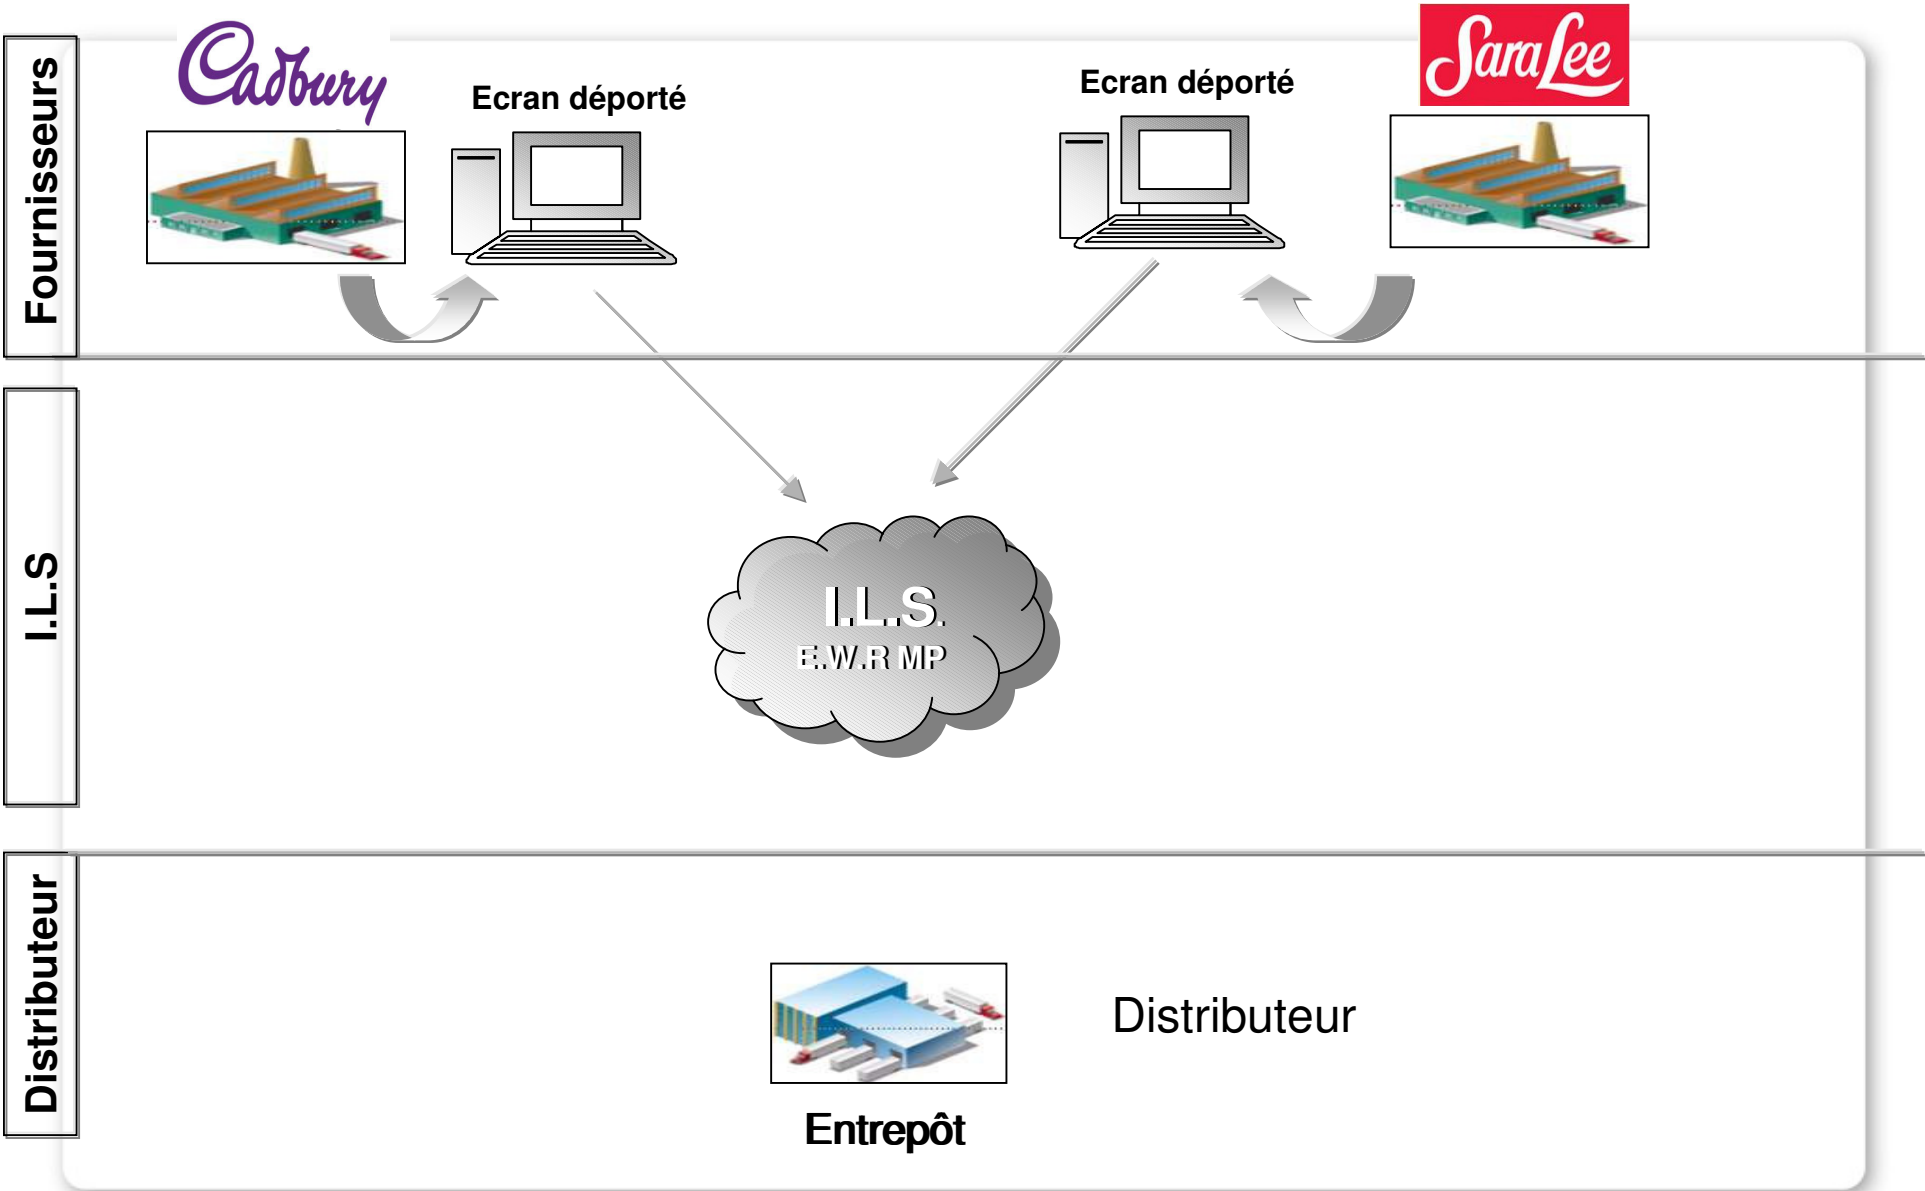 Fournisseurs
Cadbury
Ecran déporté
Ecran déporté
Sara Lee
I.L.S
I.L.S.
E.W.R MP
Distributeur
Distributeur
Entrepôt